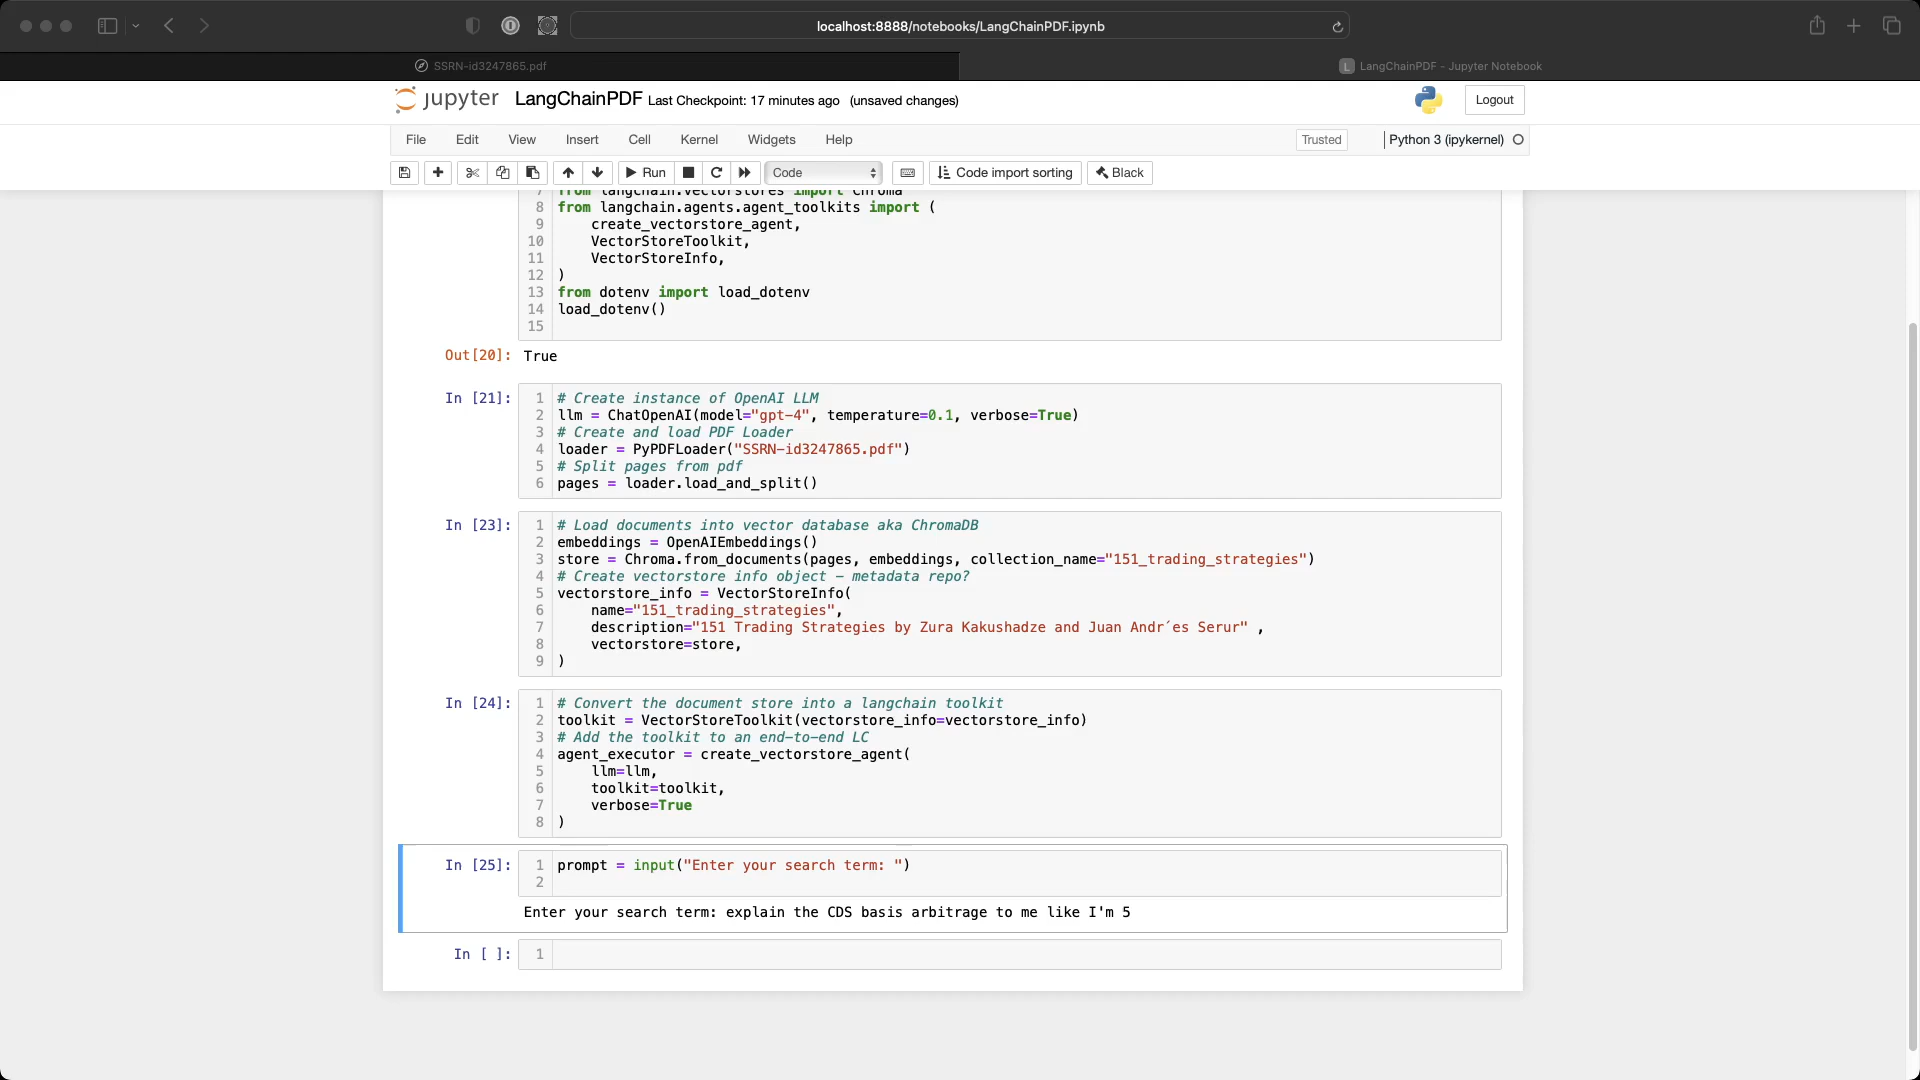 localhost:8888/notebooks/LangChainPDF.ipynb
SSRN-id3247865.pdf
L LangChainPDF - Jupyter Notebook
jupyter LangChainPDF Last Checkpoint: 17 minutes ago (unsaved changes)
Logout
File Edit View Insert Cell Kernel Widgets Help
Trusted
Python 3 (ipykernel)
Run
Code
Code import sorting
Black
7 from langchain.vectorstores import Chroma
8 from langchain.agents.agent_toolkits import (
9     create_vectorstore_agent,
10     VectorStoreToolkit,
11     VectorStoreInfo,
12 )
13 from dotenv import load_dotenv
14 load_dotenv()
15
Out[20]: True
In [21]:
1 # Create instance of OpenAI LLM
2 llm = ChatOpenAI(model="gpt-4", temperature=0.1, verbose=True)
3 # Create and load PDF Loader
4 loader = PyPDFLoader("SSRN-id3247865.pdf")
5 # Split pages from pdf
6 pages = loader.load_and_split()
In [23]:
1 # Load documents into vector database aka ChromaDB
2 embeddings = OpenAIEmbeddings()
3 store = Chroma.from_documents(pages, embeddings, collection_name="151_trading_strategies")
4 # Create vectorstore info object – metadata repo?
5 vectorstore_info = VectorStoreInfo(
6     name="151_trading_strategies",
7     description="151 Trading Strategies by Zura Kakushadze and Juan Andr´es Serur" ,
8     vectorstore=store,
9 )
In [24]:
1 # Convert the document store into a langchain toolkit
2 toolkit = VectorStoreToolkit(vectorstore_info=vectorstore_info)
3 # Add the toolkit to an end-to-end LC
4 agent_executor = create_vectorstore_agent(
5     llm=llm,
6     toolkit=toolkit,
7     verbose=True
8 )
In [25]:
1 prompt = input("Enter your search term: ")
2
Enter your search term: explain the CDS basis arbitrage to me like I'm 5
In [ ]:
1